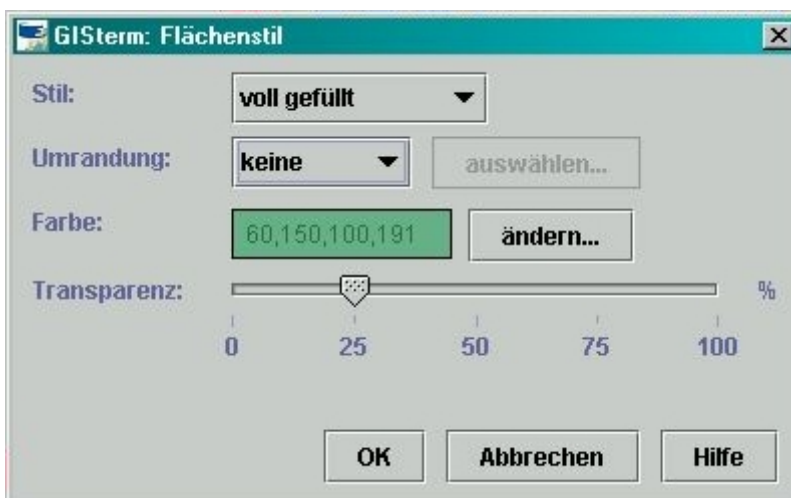 GISterm: Flächenstil
Stil: voll gefüllt
Umrandung: keine auswählen...
Farbe: 60,150,100,191 ändern...
Transparenz: %
0 25 50 75 100
OK Abbrechen Hilfe